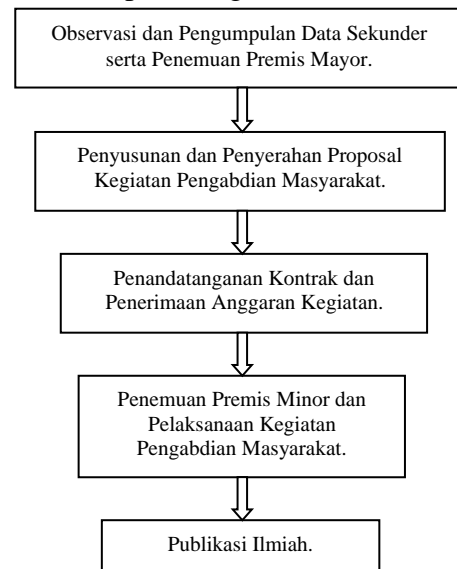 Observasi dan Pengumpulan Data Sekunder
serta Penemuan Premis Mayor.
Penyusunan dan Penyerahan Proposal
Kegiatan Pengabdian Masyarakat.
Penandatanganan Kontrak dan
Penerimaan Anggaran Kegiatan.
Penemuan Premis Minor dan
Pelaksanaan Kegiatan
Pengabdian Masyarakat.
Publikasi Ilmiah.